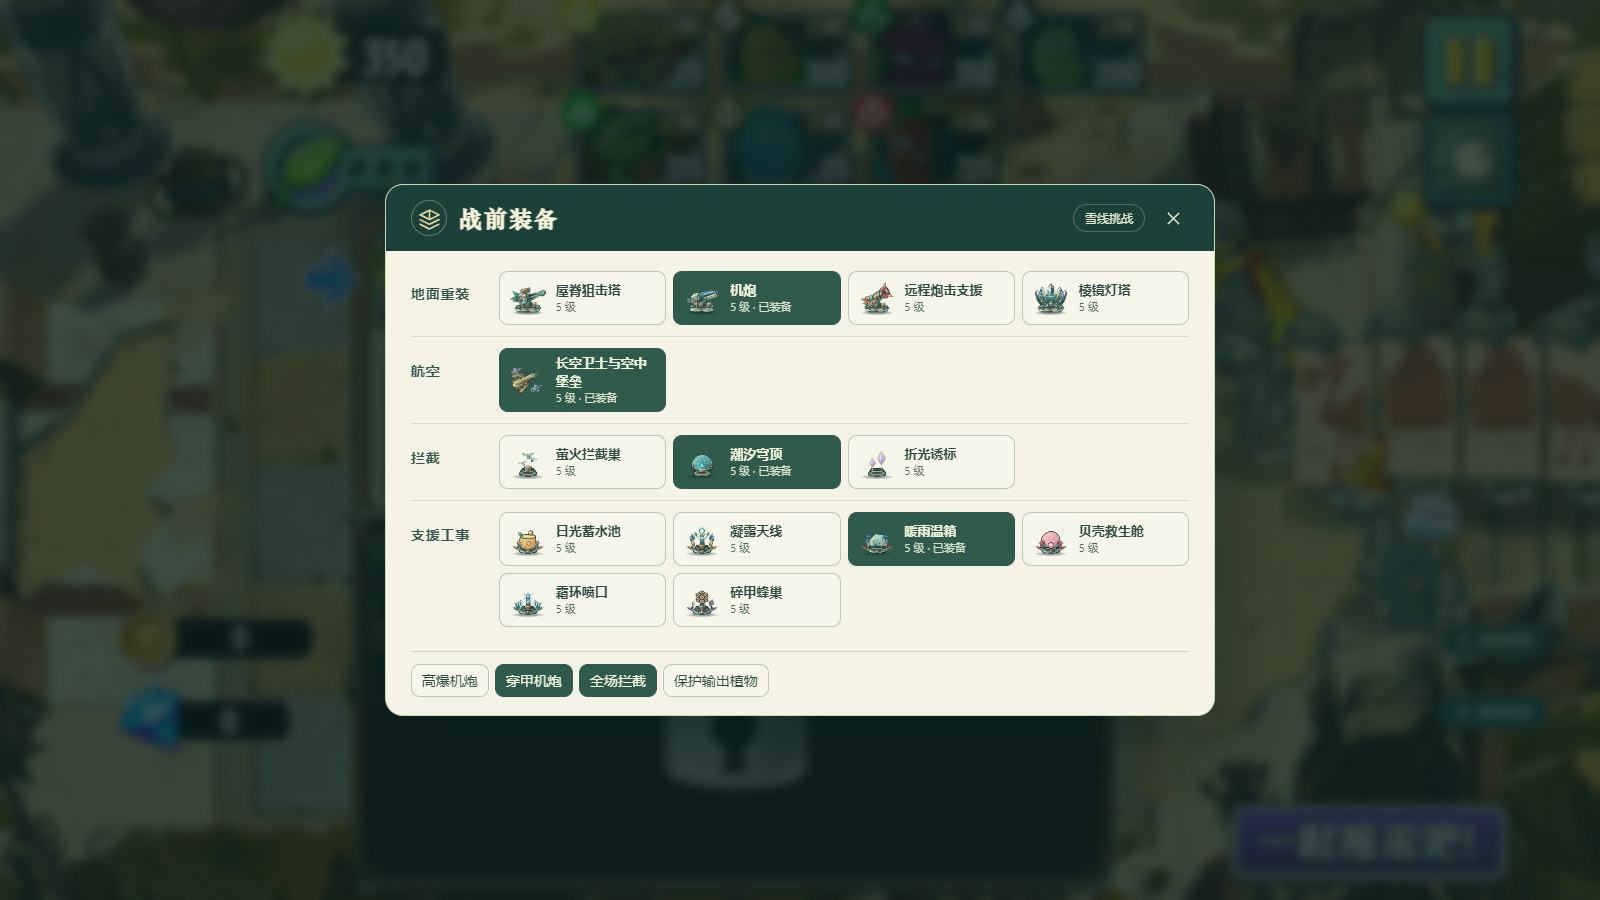 350
战前装备
雪线挑战
地面重装
屋脊狙击塔
5 级
机炮
5 级 · 已装备
远程炮击支援
5 级
棱镜灯塔
5 级
航空
长空卫士与空中
堡垒
5 级 · 已装备
拦截
萤火拦截巢
5 级
潮汐穹顶
5 级 · 已装备
折光诱标
5 级
支援工事
日光蓄水池
5 级
凝露天线
5 级
暖雨温箱
5 级 · 已装备
贝壳救生舱
5 级
霜环喷口
5 级
碎甲蜂巢
5 级
高爆机炮
穿甲机炮
全场拦截
保护输出植物
0
0